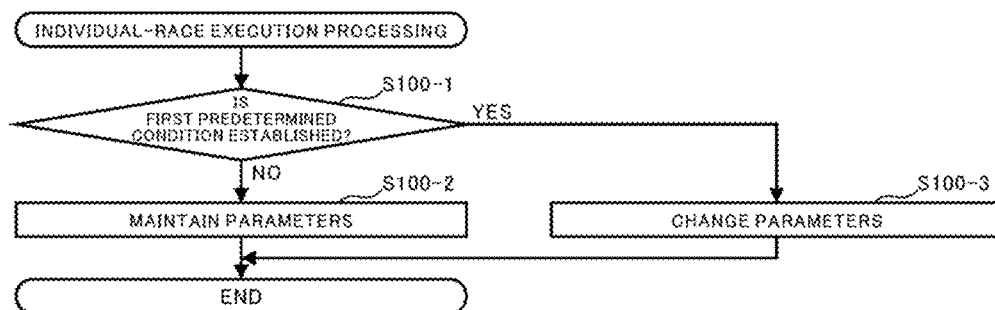 INDIVIDUAL-RACE EXECUTION PROCESSING
S100-1
IS
FIRST PREDETERMINED
CONDITION ESTABLISHED?
YES
NO
S100-2
S100-3
MAINTAIN PARAMETERS
CHANGE PARAMETERS
END